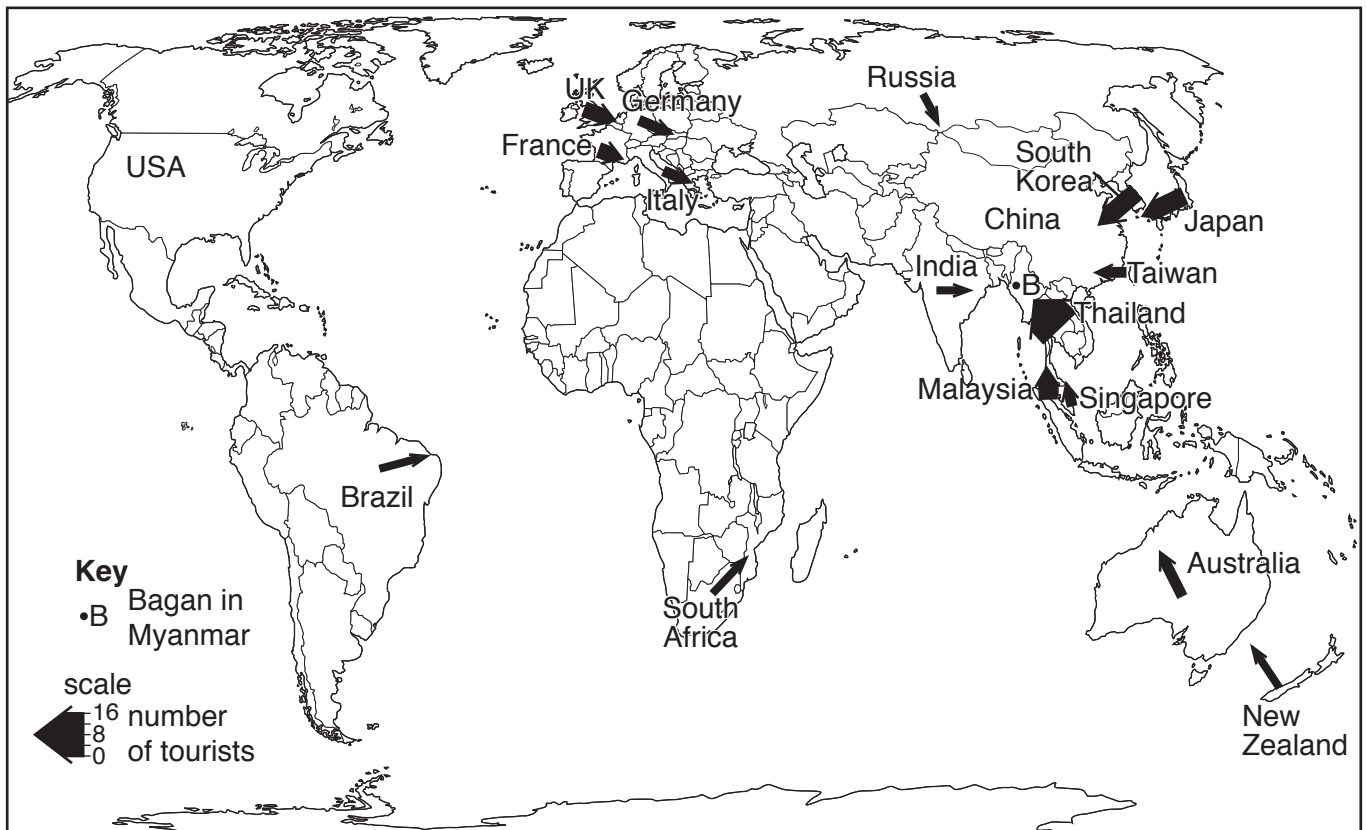 Russia
UK
Germany
France
South
Korea
USA
Italy
China
Japan
India
Taiwan
•B
Thailand
Malaysia
Singapore
Brazil
Australia
Key
•B Bagan in
Myanmar
South
Africa
scale
16
8
0
number
of tourists
New
Zealand